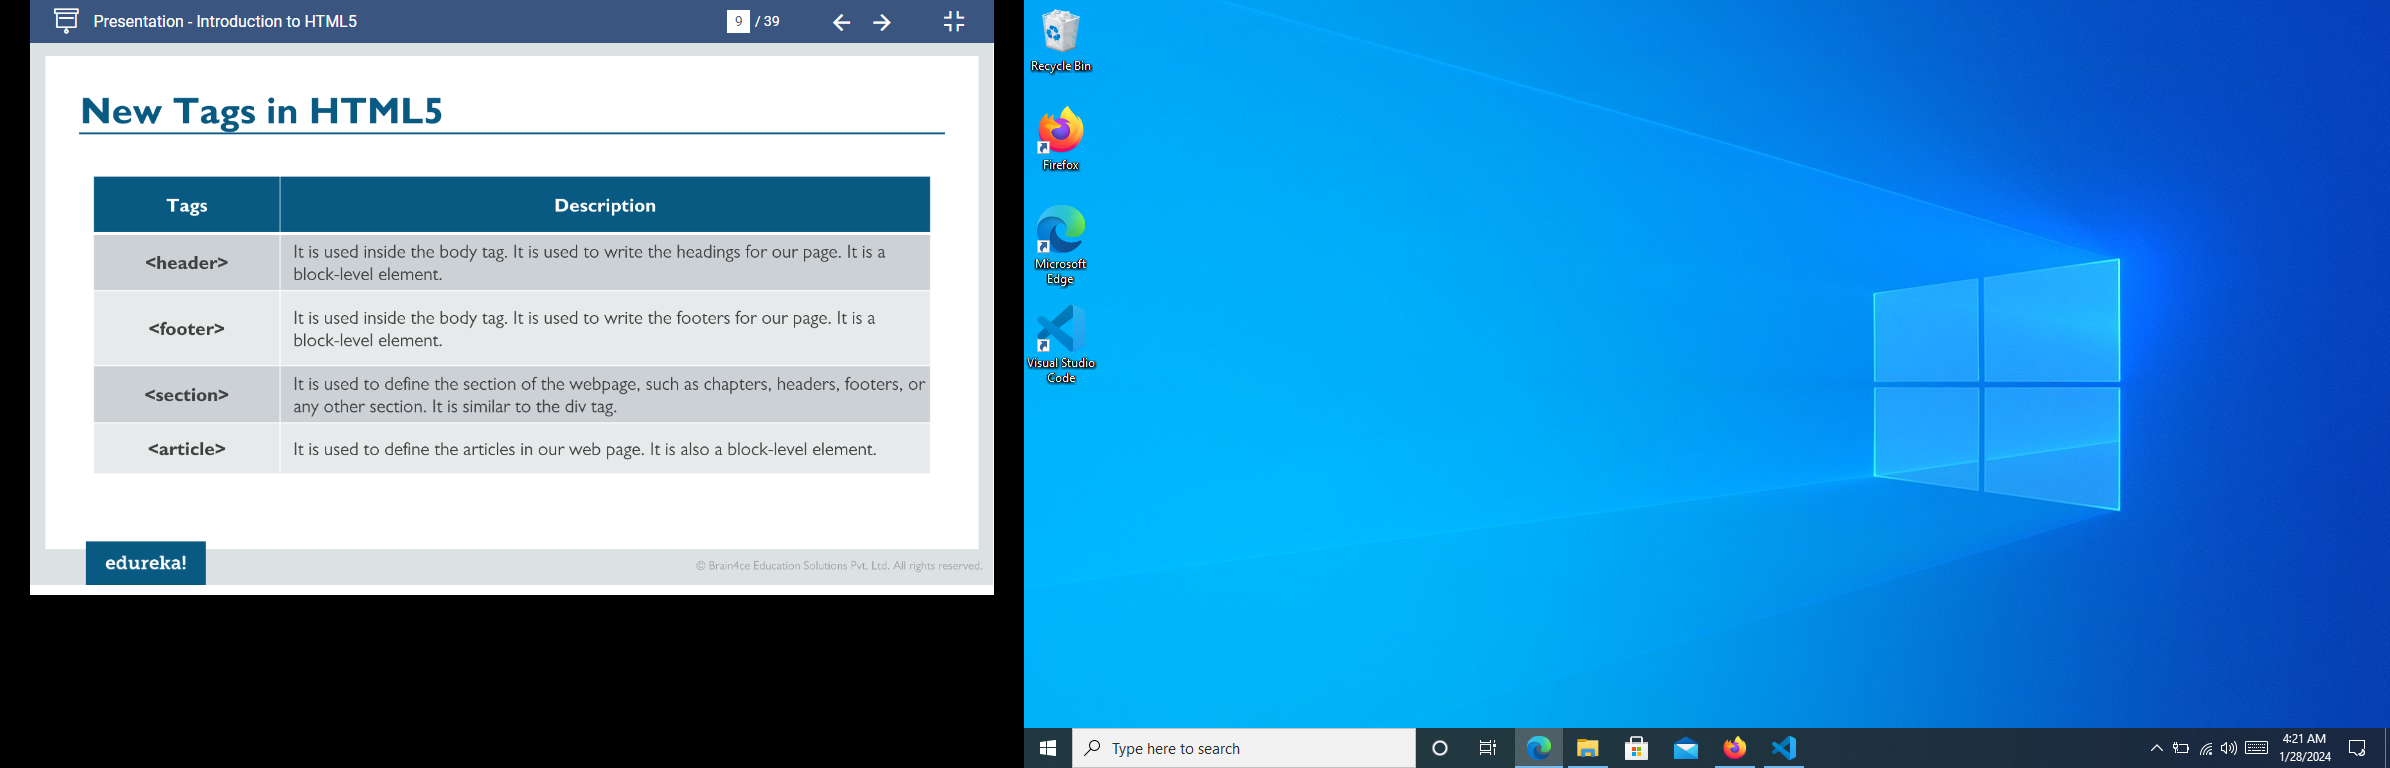 Presentation - Introduction to HTML5
9 / 39
New Tags in HTML5
Tags
Description
<header>
It is used inside the body tag. It is used to write the headings for our page. It is a
block-level element.
<footer>
It is used inside the body tag. It is used to write the footers for our page. It is a
block-level element.
<section>
It is used to define the section of the webpage, such as chapters, headers, footers, or
any other section. It is similar to the div tag.
<article>
It is used to define the articles in our web page. It is also a block-level element.
edureka!
© Brain4ce Education Solutions Pvt. Ltd. All rights reserved.
Recycle Bin
Firefox
Microsoft
Edge
Visual Studio
Code
Type here to search
4:21 AM
1/28/2024